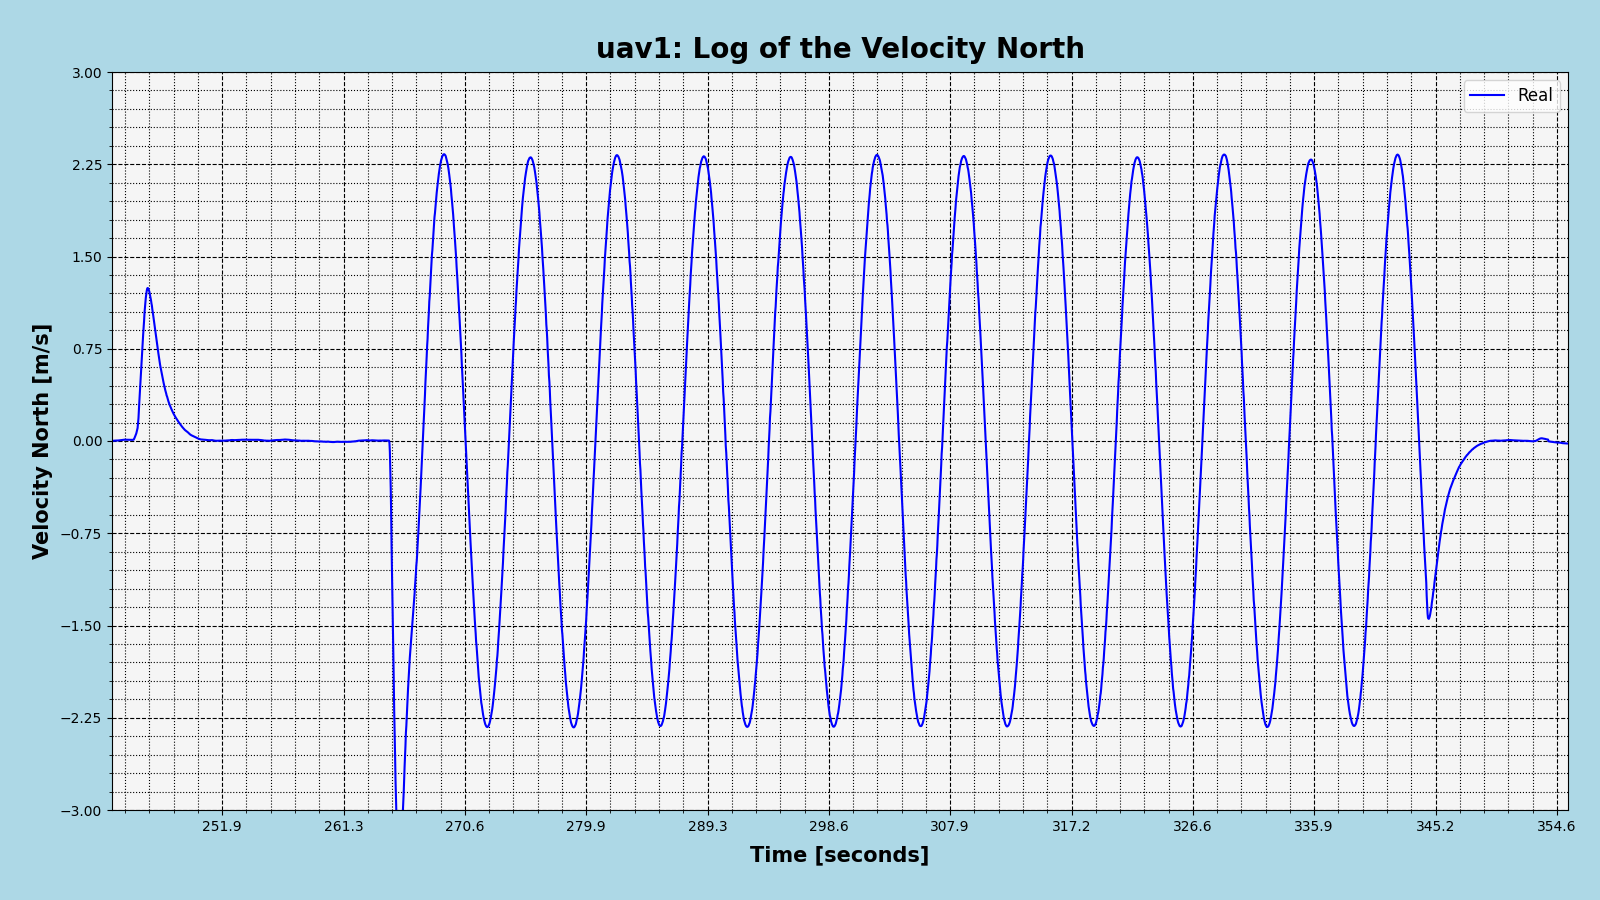 uav1: Log of the Velocity North
Real
Velocity North [m/s]
3.00
2.25
1.50
0.75
0.00
−0.75
−1.50
−2.25
−3.00
251.9 261.3 270.6 279.9 289.3 298.6 307.9 317.2 326.6 335.9 345.2 354.6
Time [seconds]